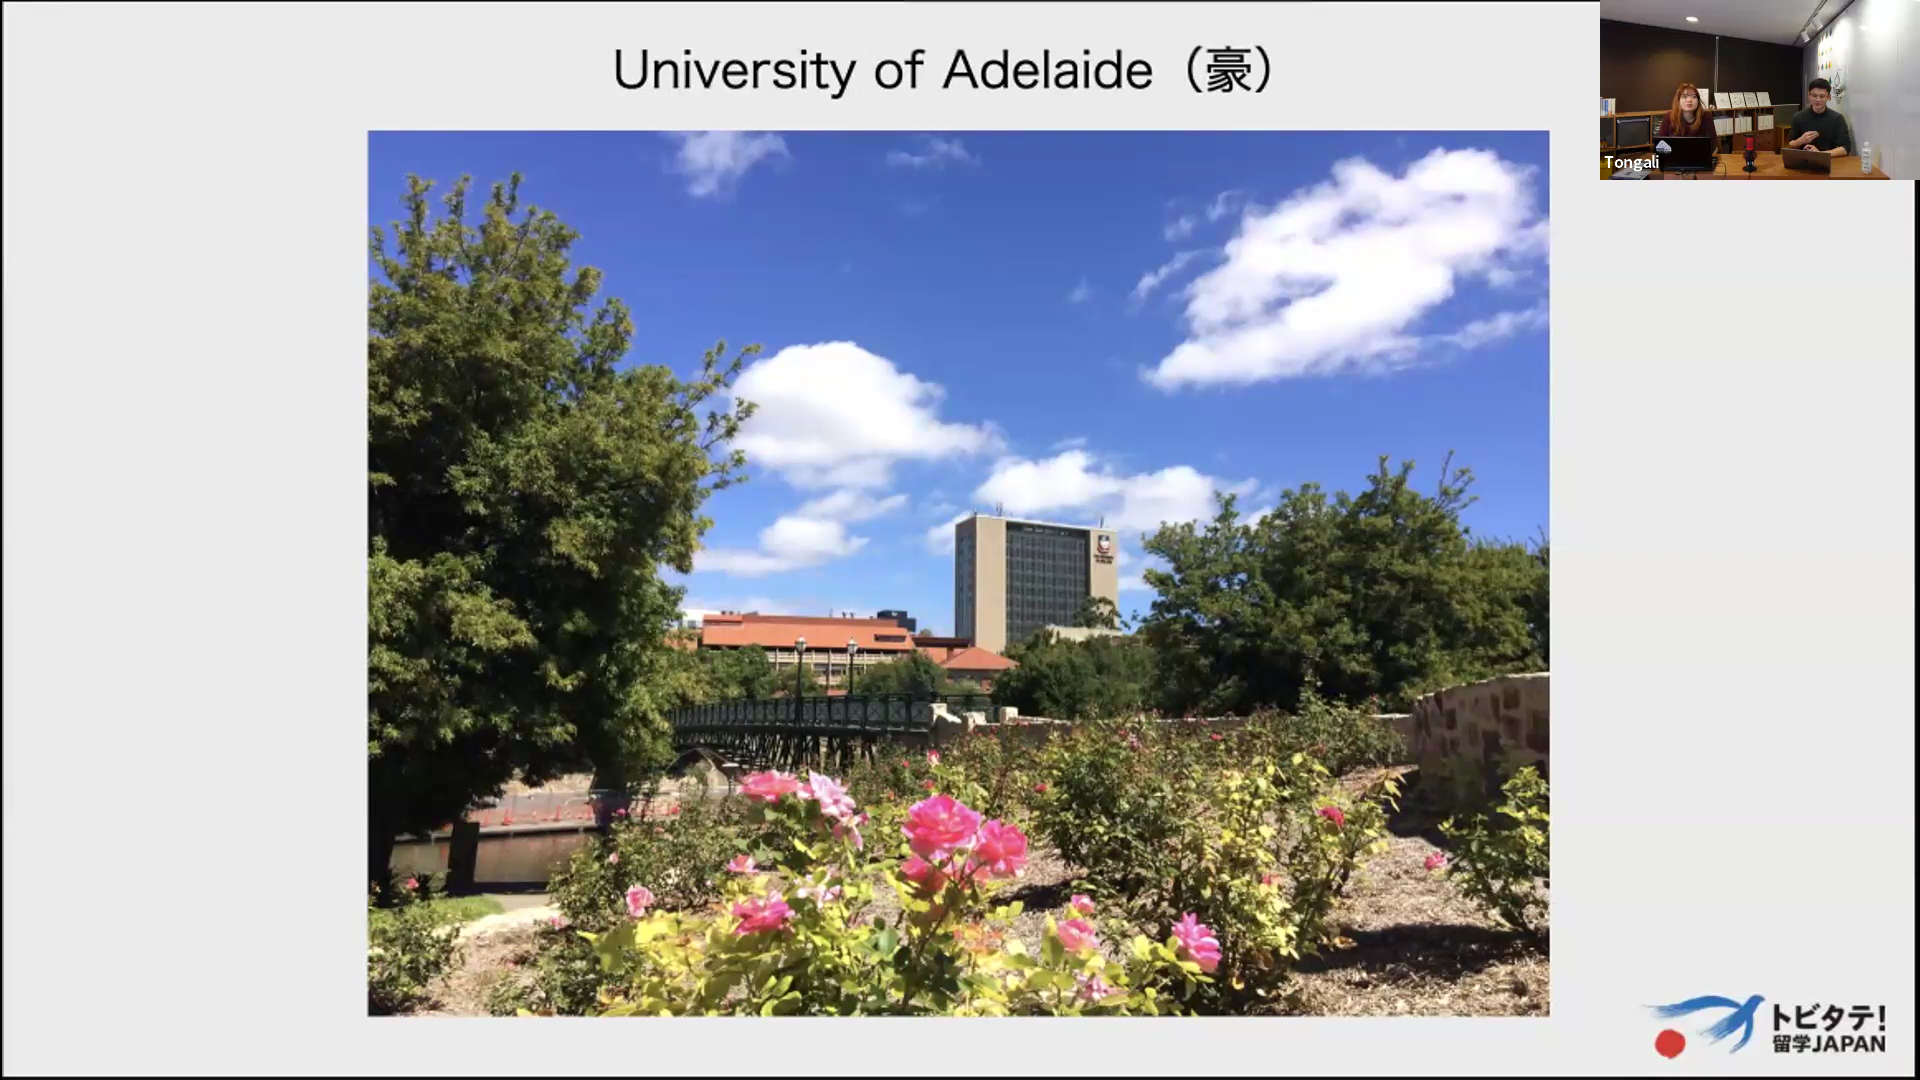 University of Adelaide（豪）
Tongali
トビタテ!
留学JAPAN